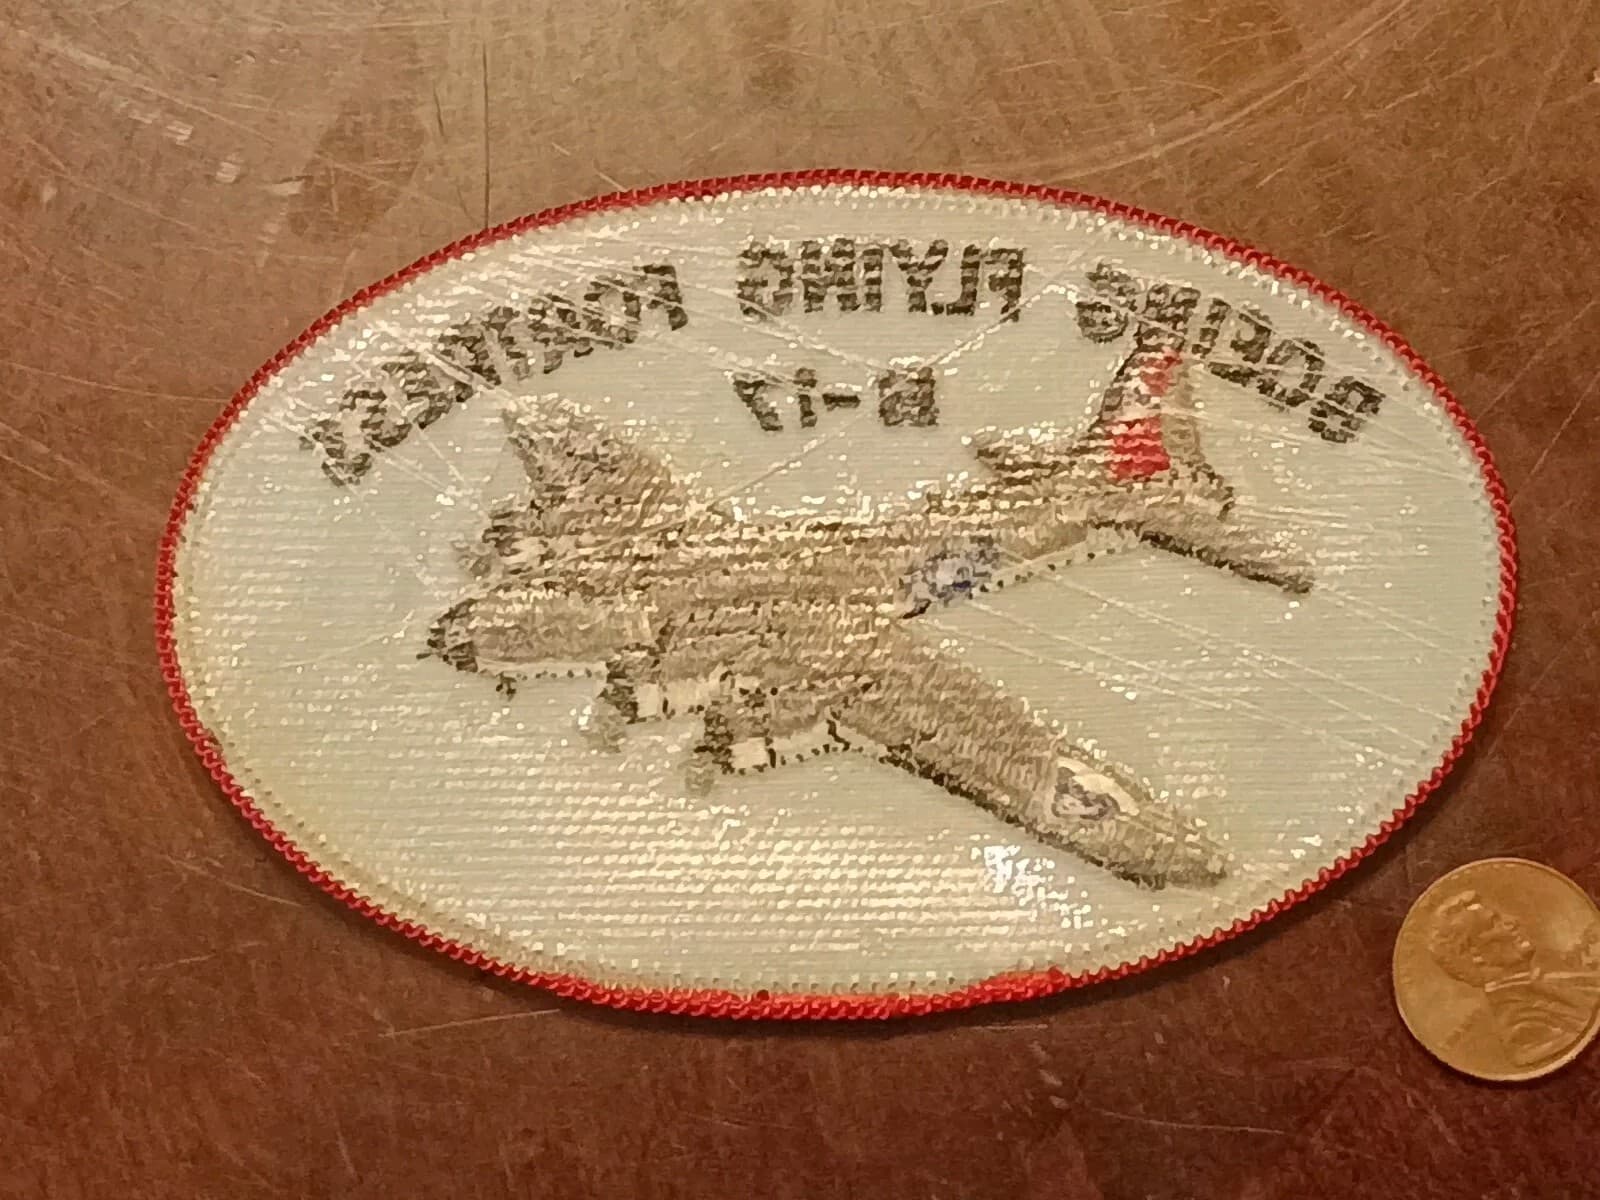 BOEING FLYING FORTRESS
B-17